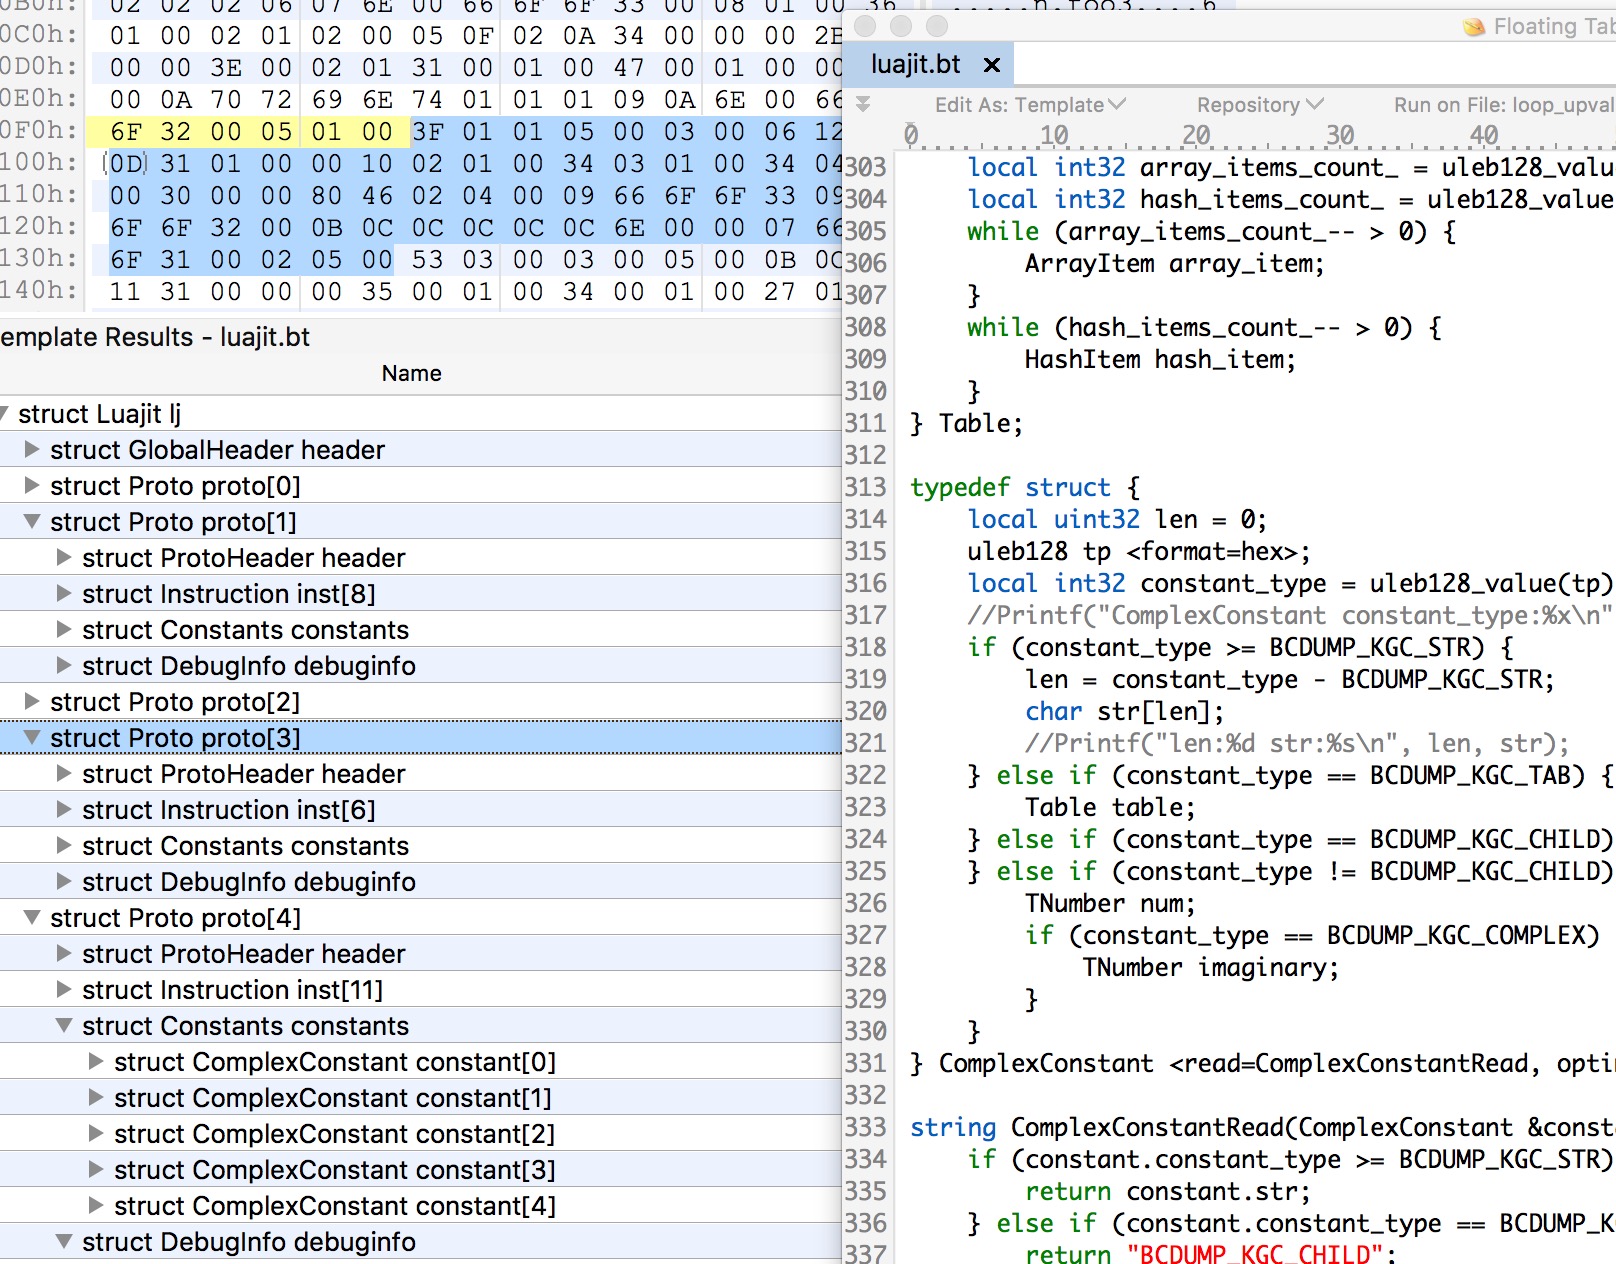 0B0h: 02 02 02 06 07 6E 00 66 6F 6F 33 00 08 01 00 36 .....n.foo3....6
0C0h: 01 00 02 01 02 00 05 0F 02 0A 34 00 00 00 2B
0D0h: 00 00 3E 00 02 01 31 00 01 00 47 00 01 00 00
0E0h: 00 0A 70 72 69 6E 74 01 01 01 09 0A 6E 00 66
0F0h: 6F 32 00 05 01 00 3F 01 01 05 00 03 00 06 12
100h: 0D 31 01 00 00 10 02 01 00 34 03 01 00 34 04
110h: 00 30 00 00 80 46 02 04 00 09 66 6F 6F 33 09
120h: 6F 6F 32 00 0B 0C 0C 0C 0C 0C 6E 00 00 07 66
130h: 6F 31 00 02 05 00 53 03 00 03 00 05 00 0B 0C
140h: 11 31 00 00 00 35 00 01 00 34 00 01 00 27 01
emplate Results - luajit.bt
Name
struct Luajit lj
struct GlobalHeader header
struct Proto proto[0]
struct Proto proto[1]
struct ProtoHeader header
struct Instruction inst[8]
struct Constants constants
struct DebugInfo debuginfo
struct Proto proto[2]
struct Proto proto[3]
struct ProtoHeader header
struct Instruction inst[6]
struct Constants constants
struct DebugInfo debuginfo
struct Proto proto[4]
struct ProtoHeader header
struct Instruction inst[11]
struct Constants constants
struct ComplexConstant constant[0]
struct ComplexConstant constant[1]
struct ComplexConstant constant[2]
struct ComplexConstant constant[3]
struct ComplexConstant constant[4]
struct DebugInfo debuginfo
Floating Tab
luajit.bt ×
Edit As: Template Repository Run on File: loop_upval
0 10 20 30 40
303 local int32 array_items_count_ = uleb128_valu
304 local int32 hash_items_count_ = uleb128_value
305 while (array_items_count_-- > 0) {
306 ArrayItem array_item;
307 }
308 while (hash_items_count_-- > 0) {
309 HashItem hash_item;
310 }
311 } Table;
312
313 typedef struct {
314 local uint32 len = 0;
315 uleb128 tp <format=hex>;
316 local int32 constant_type = uleb128_value(tp)
317 //Printf("ComplexConstant constant_type:%x\n"
318 if (constant_type >= BCDUMP_KGC_STR) {
319 len = constant_type - BCDUMP_KGC_STR;
320 char str[len];
321 //Printf("len:%d str:%s\n", len, str);
322 } else if (constant_type == BCDUMP_KGC_TAB) {
323 Table table;
324 } else if (constant_type == BCDUMP_KGC_CHILD)
325 } else if (constant_type != BCDUMP_KGC_CHILD)
326 TNumber num;
327 if (constant_type == BCDUMP_KGC_COMPLEX)
328 TNumber imaginary;
329 }
330 }
331 } ComplexConstant <read=ComplexConstantRead, optim
332
333 string ComplexConstantRead(ComplexConstant &const
334 if (constant.constant_type >= BCDUMP_KGC_STR)
335 return constant.str;
336 } else if (constant.constant_type == BCDUMP_K
337 return "BCDUMP_KGC_CHILD";